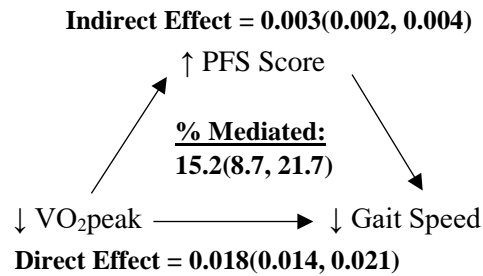 Indirect Effect = 0.003(0.002, 0.004)
↑ PFS Score
% Mediated:
15.2(8.7, 21.7)
↓ VO₂peak
↓ Gait Speed
Direct Effect = 0.018(0.014, 0.021)